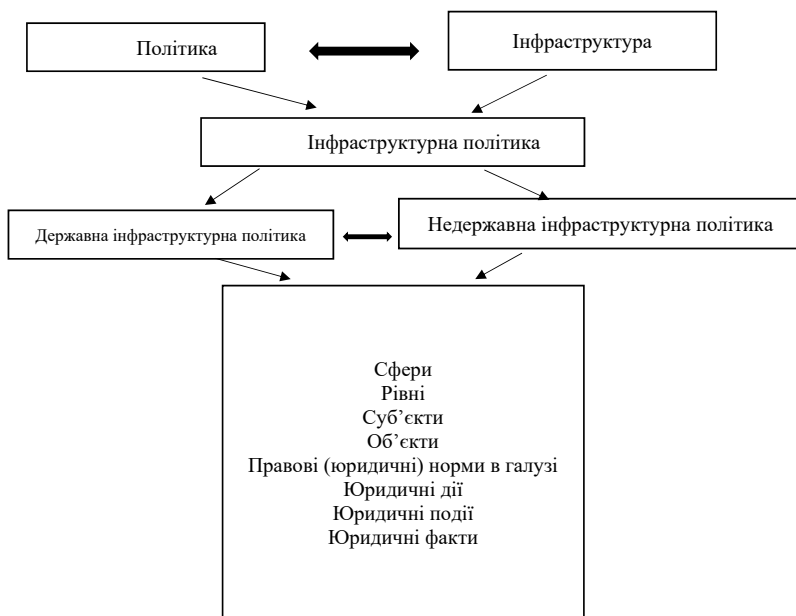 Політика
Інфраструктура
Інфраструктурна політика
Державна інфраструктурна політика
Недержавна інфраструктурна політика
Сфери
Рівні
Суб’єкти
Об’єкти
Правові (юридичні) норми в галузі
Юридичні дії
Юридичні події
Юридичні факти